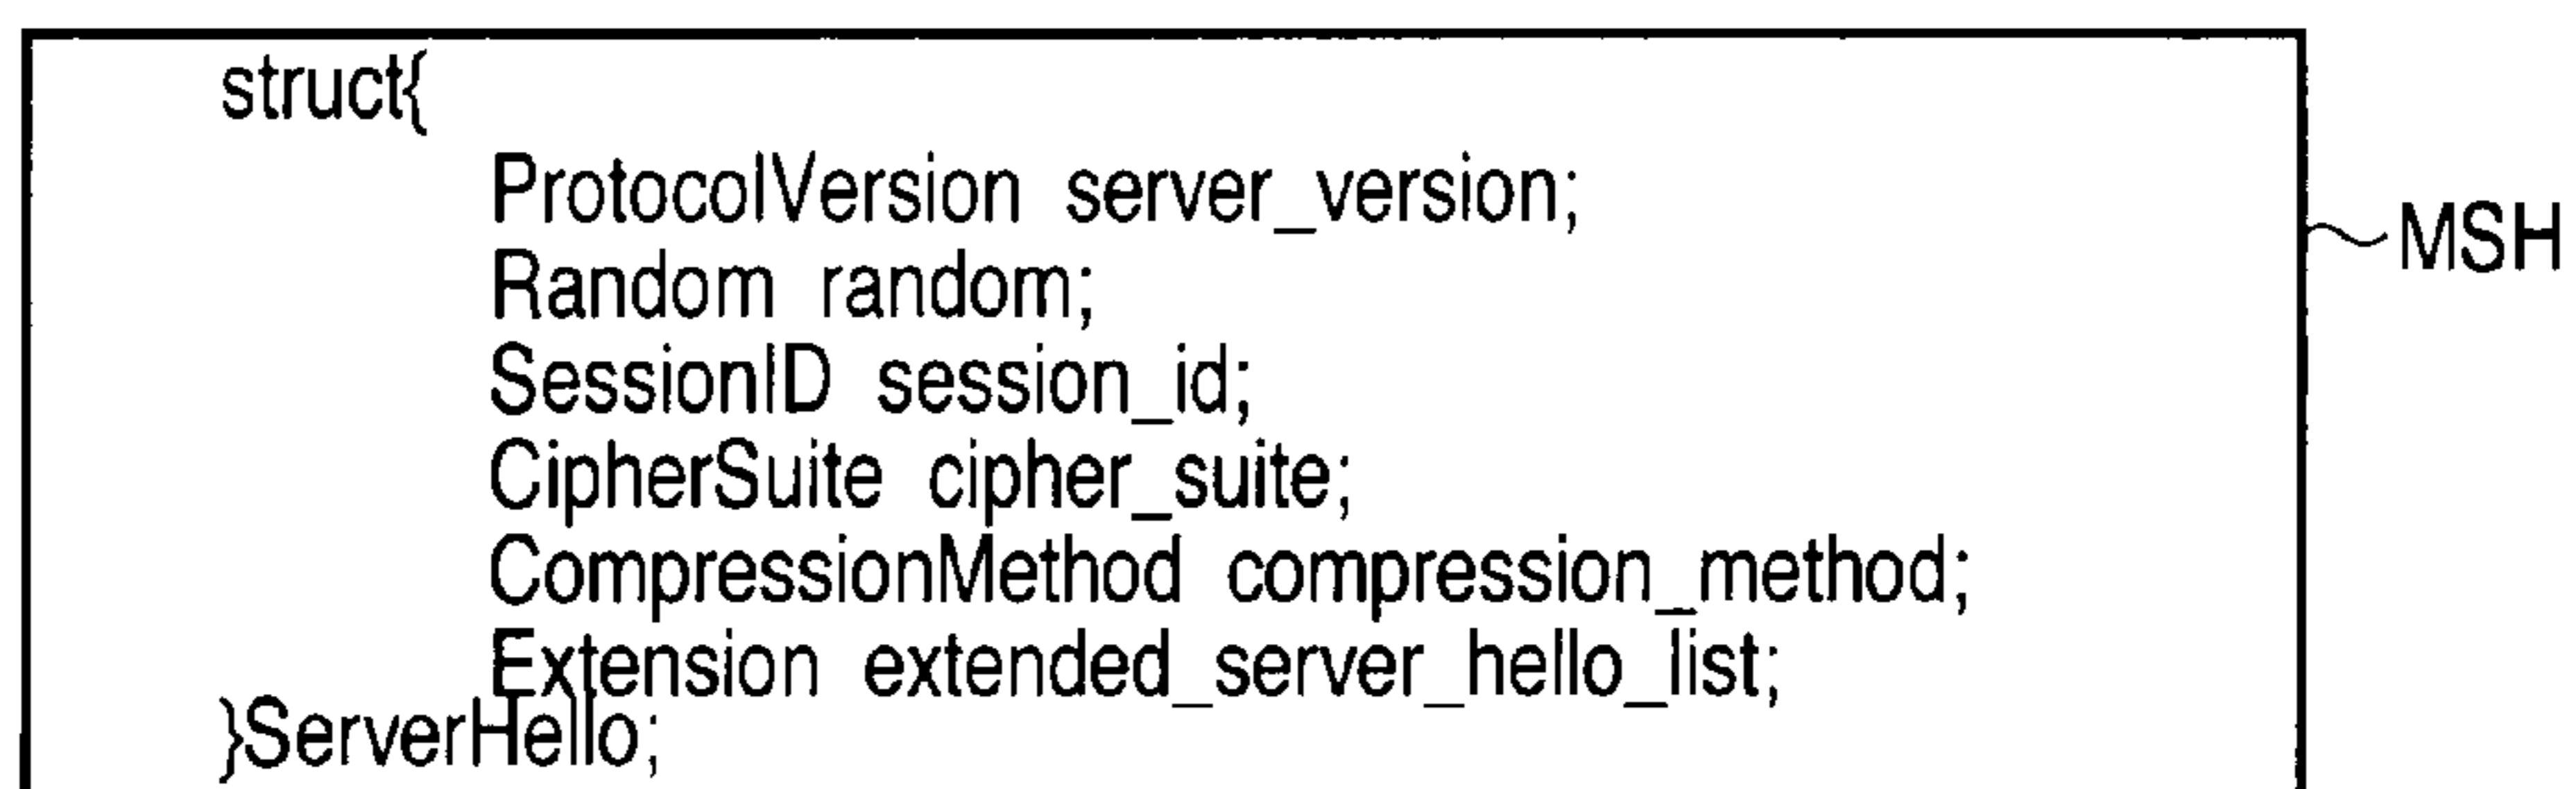 struct{
ProtocolVersion server_version;
Random random;
SessionID session_id;
CipherSuite cipher_suite;
CompressionMethod compression_method;
Extension extended_server_hello_list;
}ServerHello;
MSH